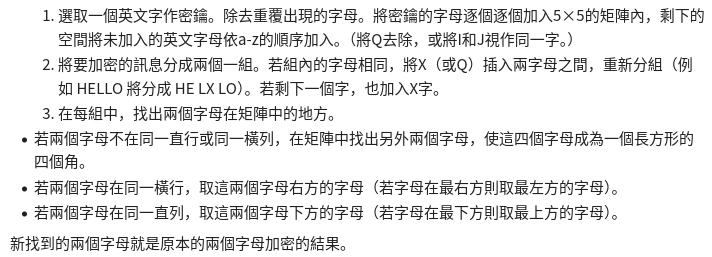 1. 選取一個英文字作密鑰。除去重覆出現的字母。將密鑰的字母逐個逐個加入5×5的矩陣內，剩下的
空間將未加入的英文字母依a-z的順序加入。（將Q去除，或將I和J視作同一字。）
2. 將要加密的訊息分成兩個一組。若組內的字母相同，將X（或Q）插入兩字母之間，重新分組（例
如 HELLO 將分成 HE LX LO）。若剩下一個字，也加入X字。
3. 在每組中，找出兩個字母在矩陣中的地方。
• 若兩個字母不在同一直行或同一橫列，在矩陣中找出另外兩個字母，使這四個字母成為一個長方形的
四個角。
• 若兩個字母在同一橫行，取這兩個字母右方的字母（若字母在最右方則取最左方的字母）。
• 若兩個字母在同一直列，取這兩個字母下方的字母（若字母在最下方則取最上方的字母）。
新找到的兩個字母就是原本的兩個字母加密的結果。